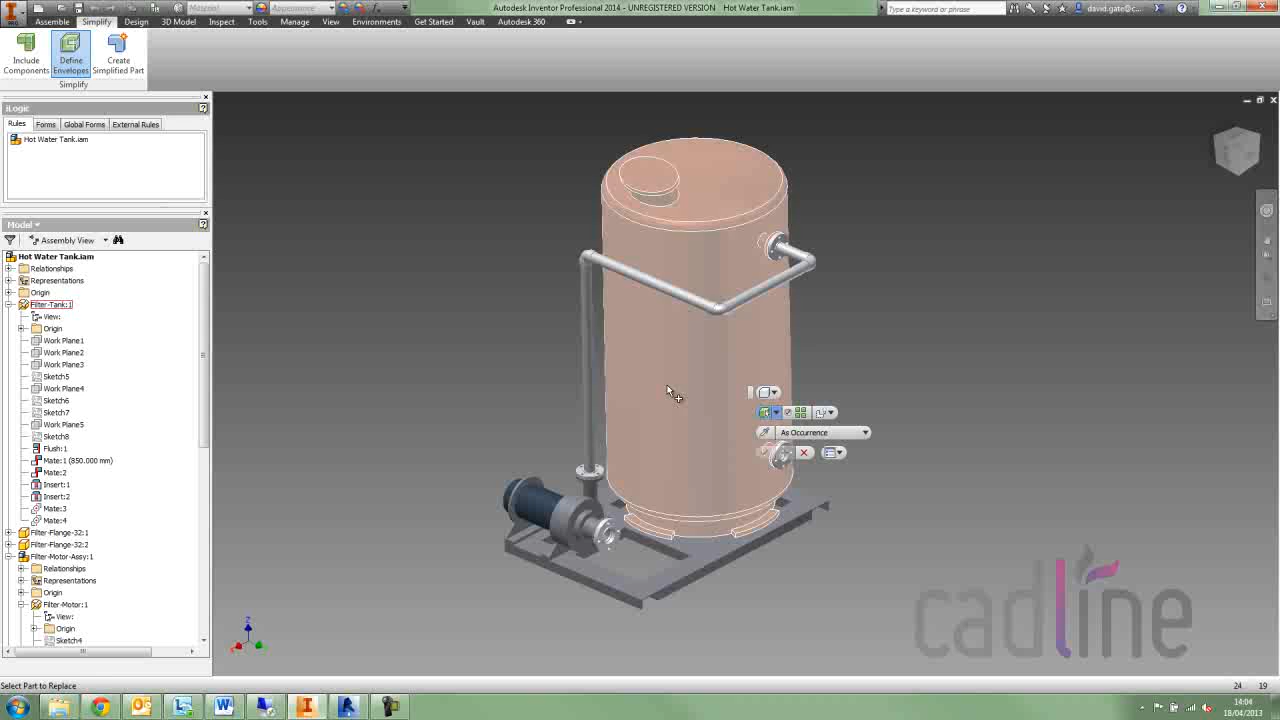 Material
Appearance
Autodesk Inventor Professional 2014 - UNREGISTERED VERSION Hot Water Tank.iam
Type a keyword or phrase
david.gate@c...
PRO
Assemble Simplify Design 3D Model Inspect Tools Manage View Environments Get Started Vault Autodesk 360
Include Components
Define Envelopes
Create Simplified Part
Simplify
iLogic
Rules Forms Global Forms External Rules
Hot Water Tank.iam
Model
Assembly View
Hot Water Tank.iam
Relationships
Representations
Origin
Filter-Tank:1
View:
Origin
Work Plane1
Work Plane2
Work Plane3
Sketch5
Work Plane4
Sketch6
Sketch7
Work Plane5
Sketch8
Flush:1
Mate:1 (850.000 mm)
Mate:2
Insert:1
Insert:2
Mate:3
Mate:4
Filter-Flange-32:1
Filter-Flange-32:2
Filter-Motor-Assy:1
Relationships
Representations
Origin
Filter-Motor:1
View:
Origin
Sketch4
As Occurrence
Z
cadline
Select Part to Replace
24 19
14:04
18/04/2013